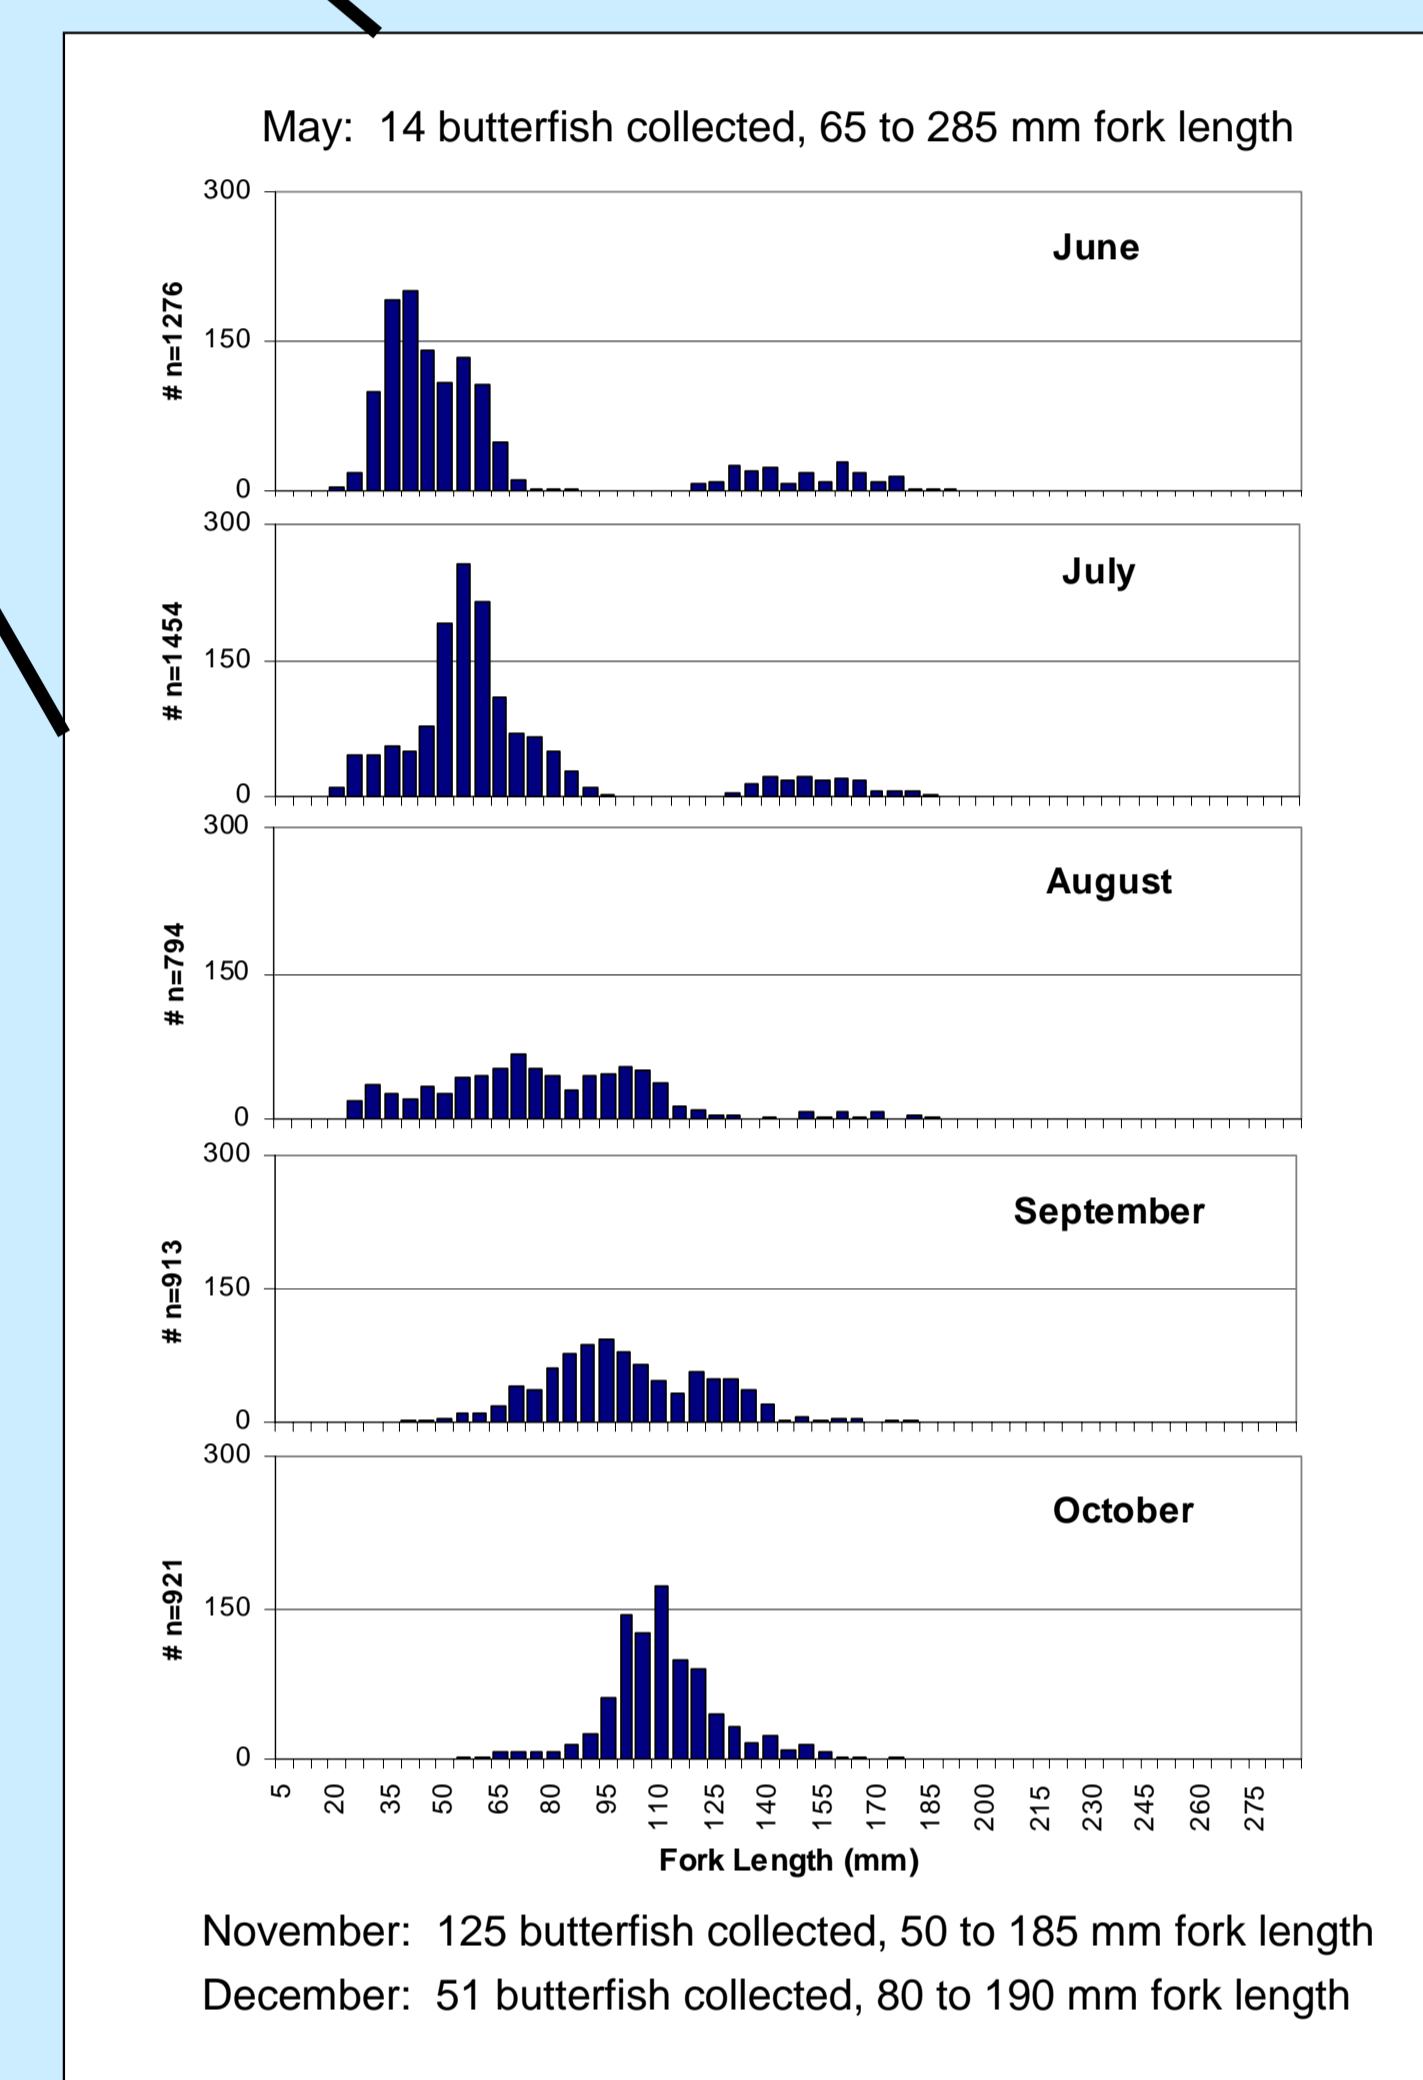 May:  14 butterfish collected, 65 to 285 mm fork length
300
June
# n=1276
150
0
300
July
# n=1454
150
0
300
August
# n=794
150
0
300
September
# n=913
150
0
300
October
# n=921
150
0
5 20 35 50 65 80 95 110 125 140 155 170 185 200 215 230 245 260 275
Fork Length (mm)
November:  125 butterfish collected, 50 to 185 mm fork length
December:  51 butterfish collected, 80 to 190 mm fork length